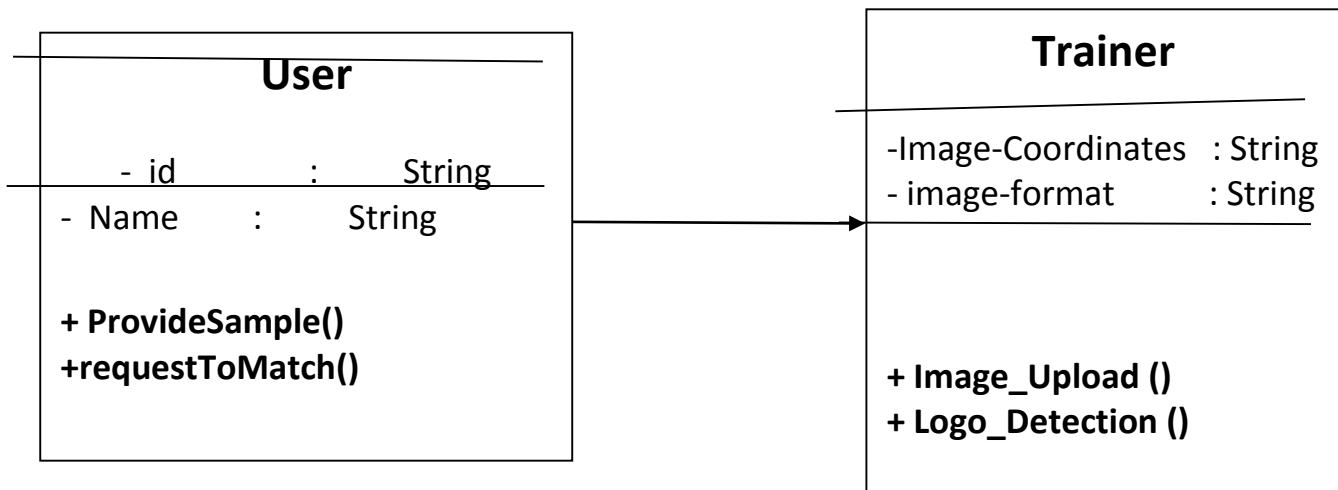 User
- id : String
- Name : String
+ ProvideSample()
+requestToMatch()
Trainer
-Image-Coordinates : String
- image-format : String
+ Image_Upload ()
+ Logo_Detection ()